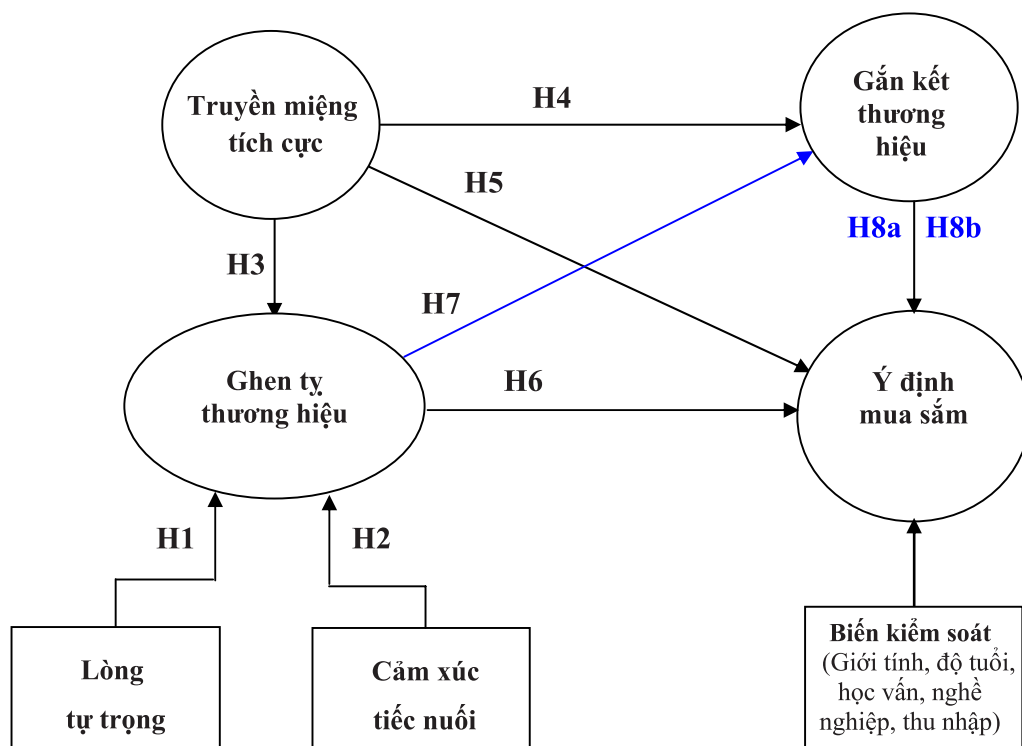 Truyền miệng
tích cực
H4
Gắn kết
thương
hiệu
H5
H8a H8b
H3
H7
Ghen tỵ
thương hiệu
H6
Ý định
mua sắm
H1
H2
Lòng
tự trọng
Cảm xúc
tiếc nuối
Biến kiểm soát
(Giới tính, độ tuổi,
học vấn, nghề
nghiệp, thu nhập)